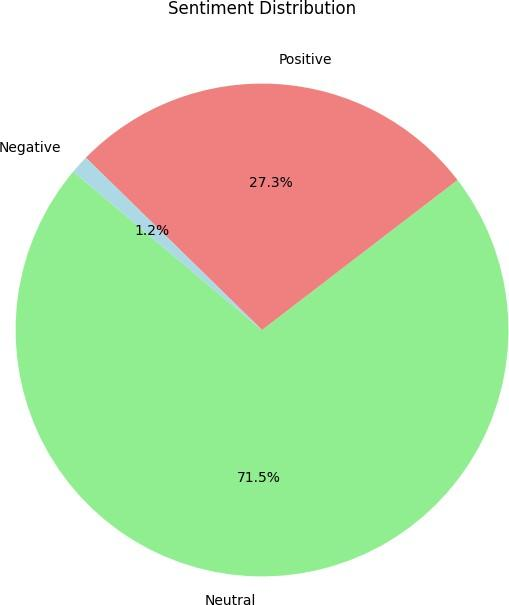 Sentiment Distribution
Positive
Negative
27.3%
1.2%
71.5%
Neutral